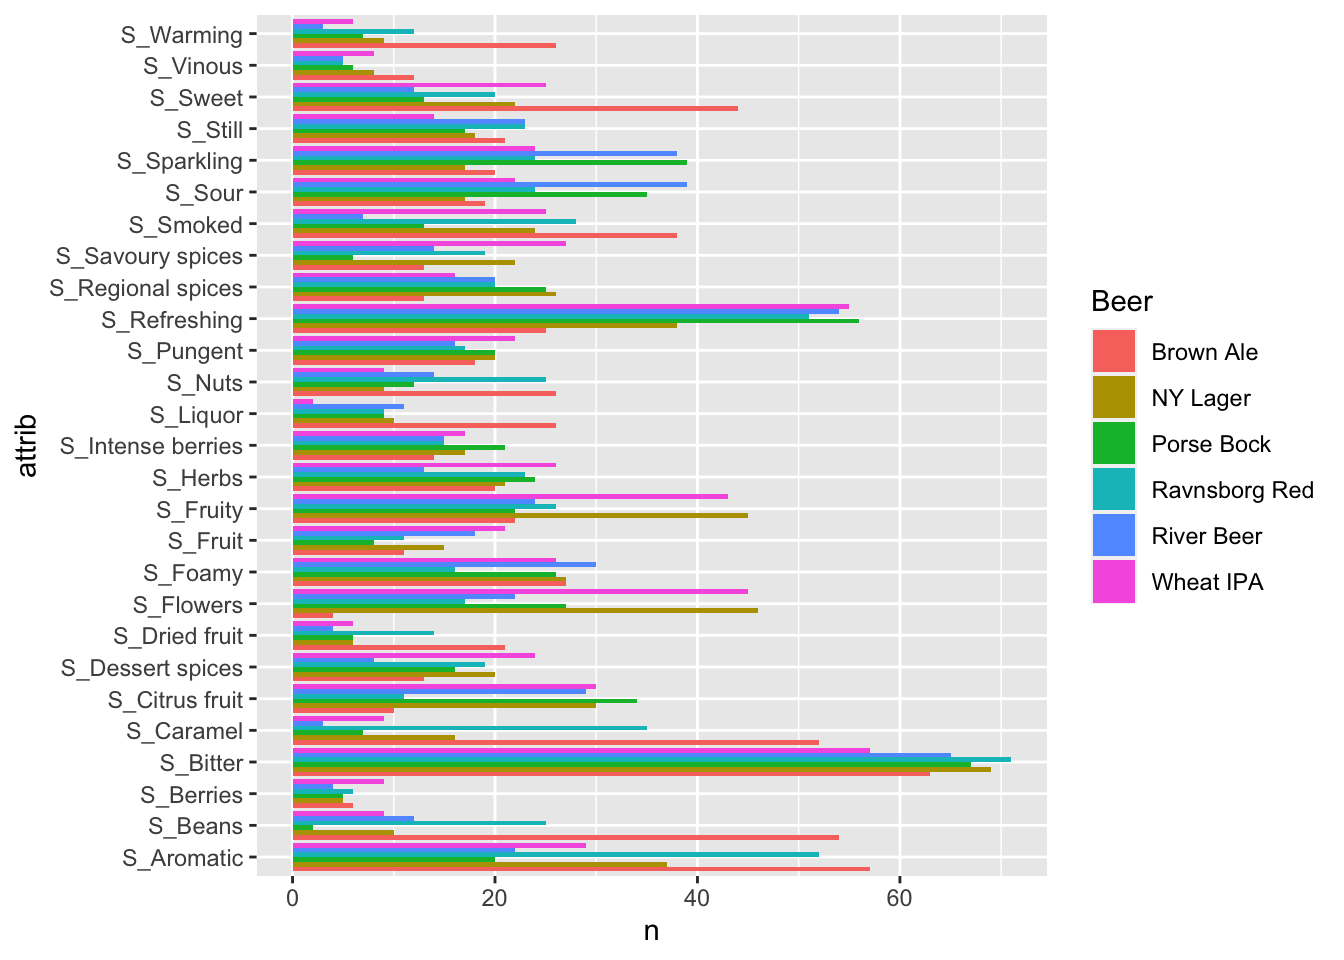 S_Warming
S_Vinous
S_Sweet
S_Still
S_Sparkling
S_Sour
S_Smoked
S_Savoury spices
S_Regional spices
S_Refreshing
S_Pungent
S_Nuts
S_Liquor
S_Intense berries
S_Herbs
S_Fruity
S_Fruit
S_Foamy
S_Flowers
S_Dried fruit
S_Dessert spices
S_Citrus fruit
S_Caramel
S_Bitter
S_Berries
S_Beans
S_Aromatic
attrib
0 20 40 60
n
Beer
Brown Ale
NY Lager
Porse Bock
Ravnsborg Red
River Beer
Wheat IPA